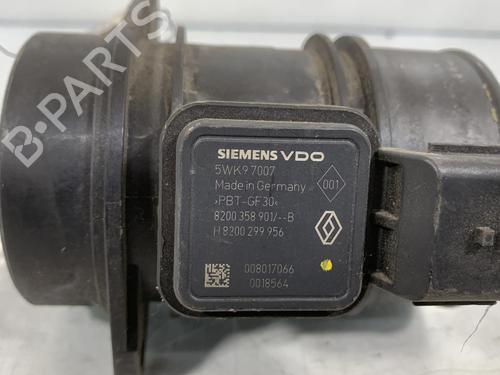 B-PARTS
SIEMENS VDO
5WK9 7007
Made in Germany
001
>PBT-GF30<
8200 358 901/--B
H 8200 299 956
008017066
0018564